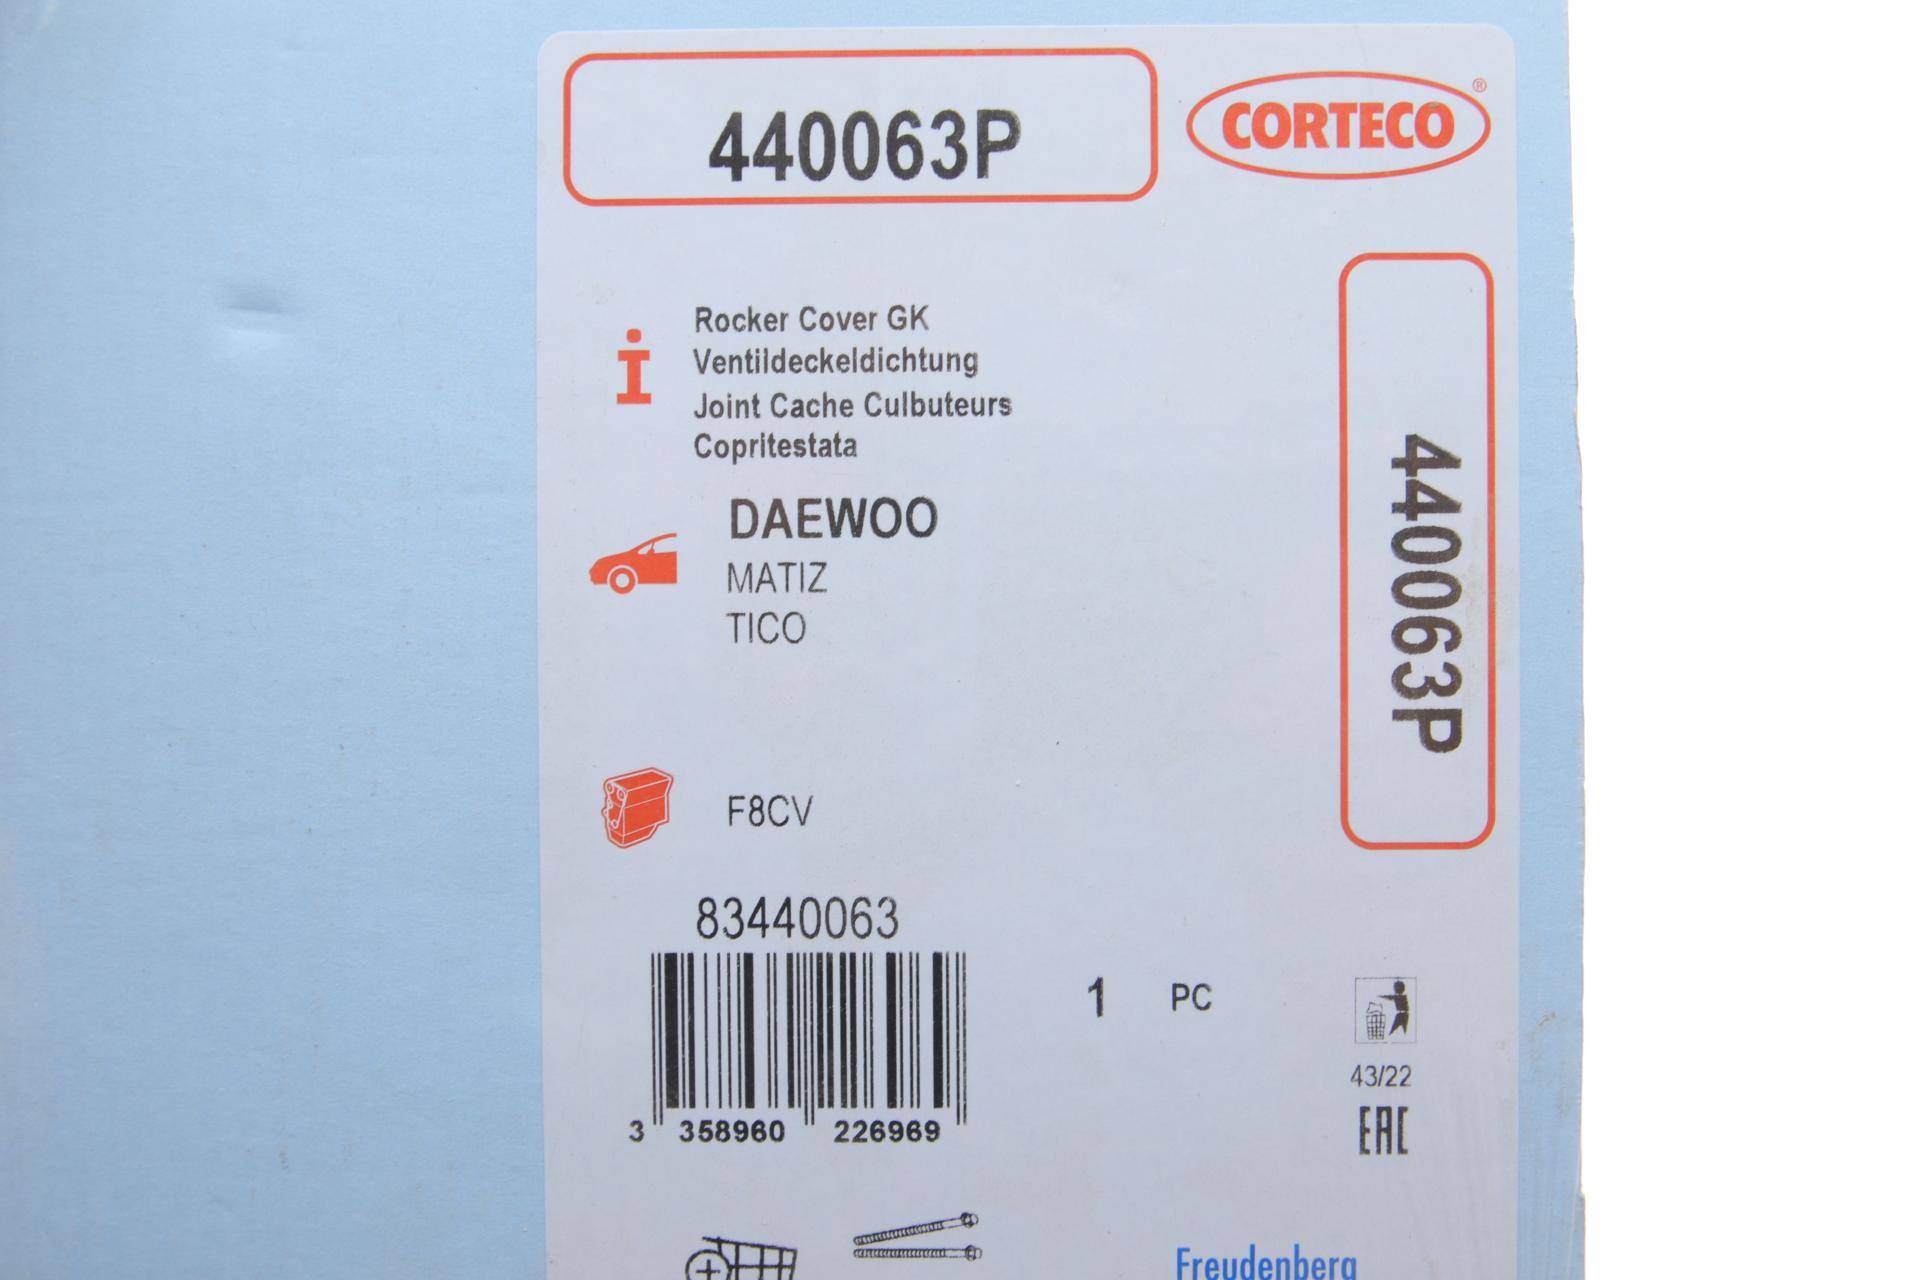 440063P
CORTECO®
Rocker Cover GK
Ventildeckeldichtung
Joint Cache Culbuteurs
Copritestata
440063P
DAEWOO
MATIZ
TICO
F8CV
83440063
3 358960 226969
1 PC
43/22
EAC
Freudenberg